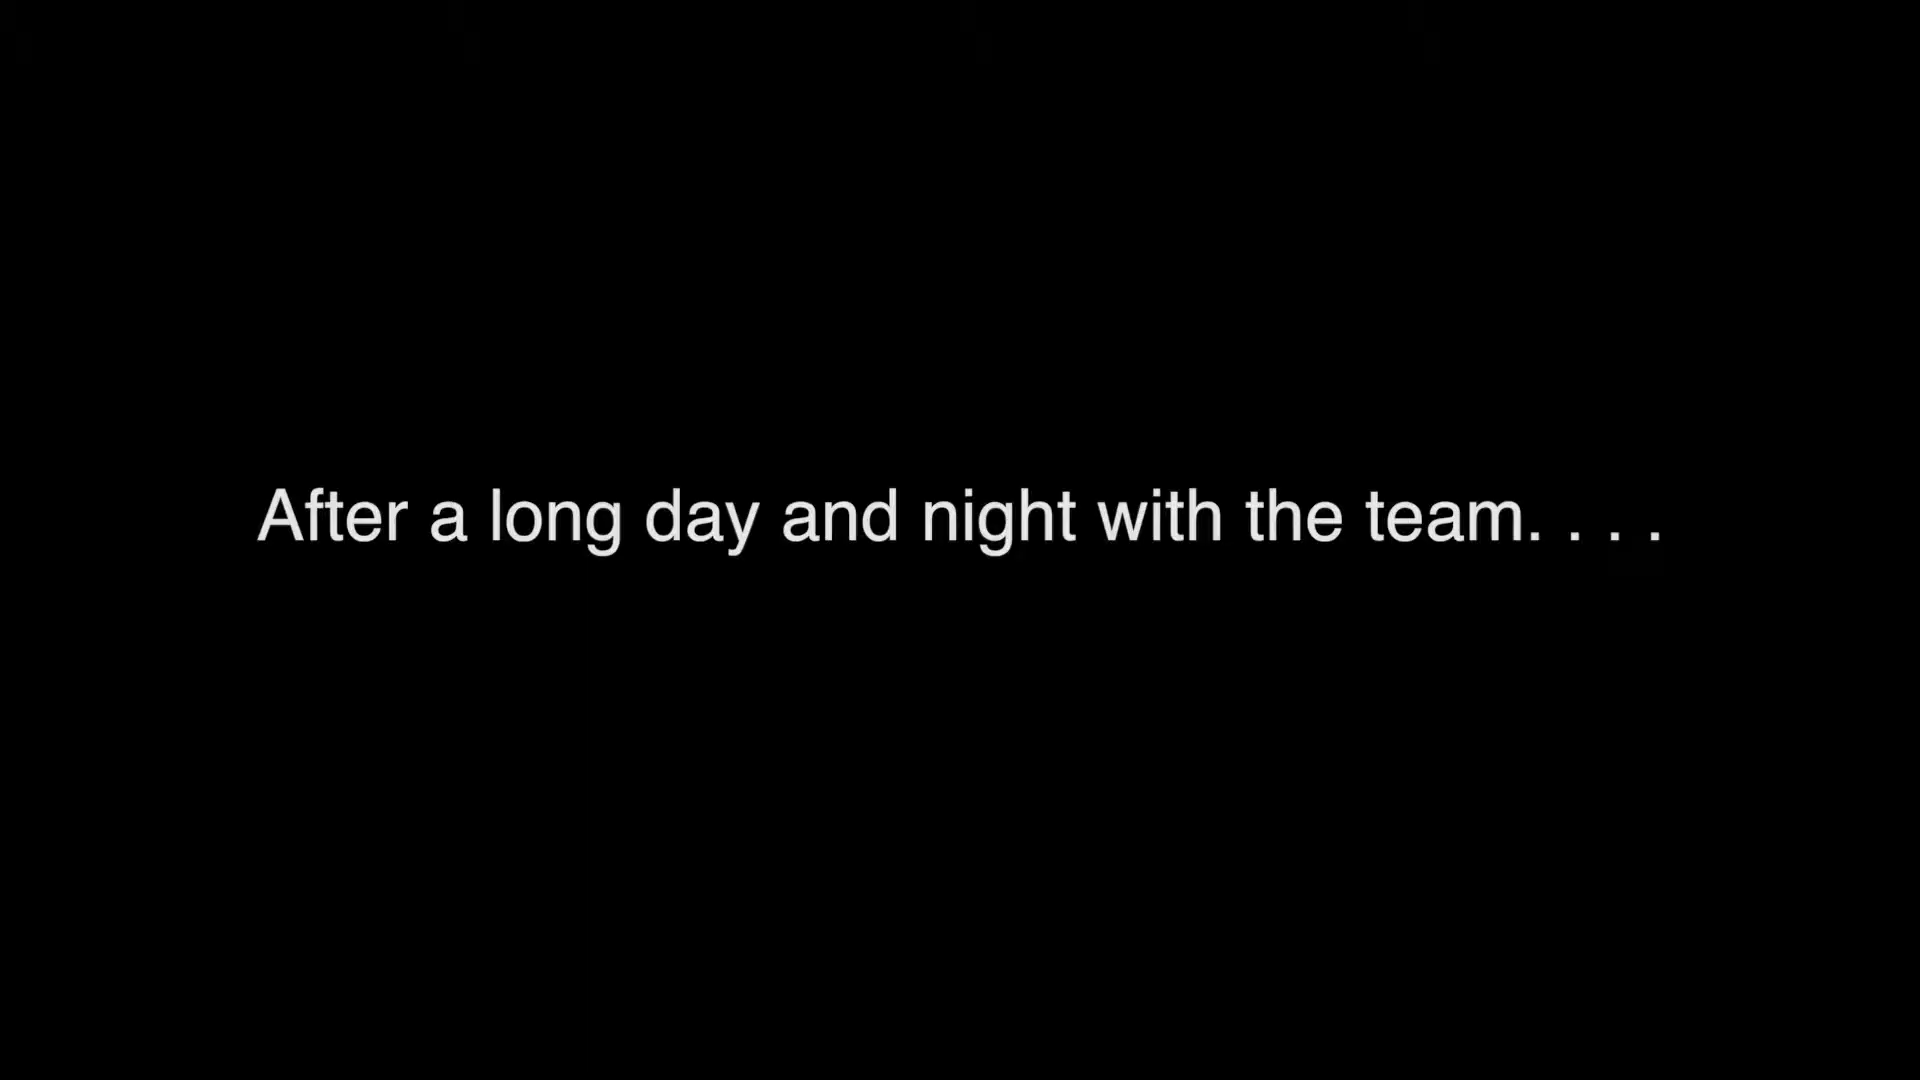 After a long day and night with the team. . . .